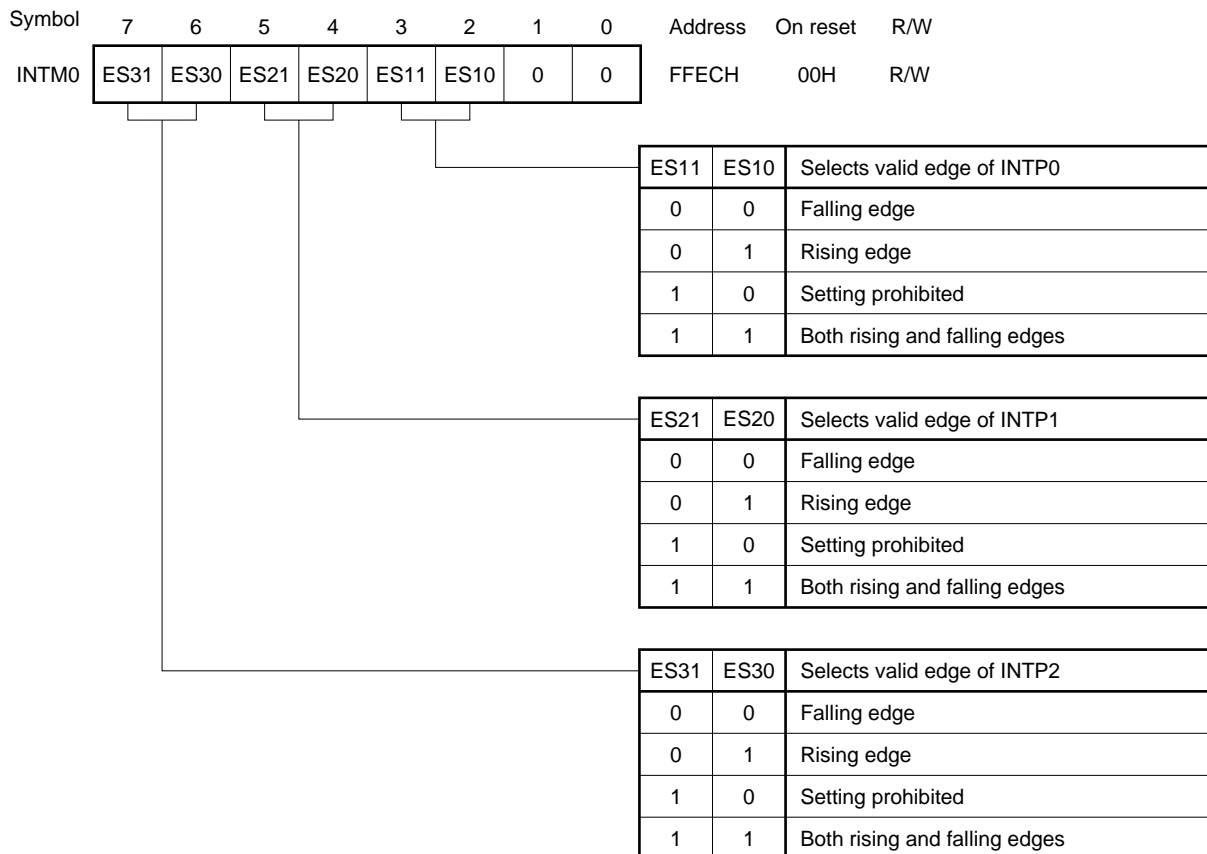 Symbol 7 6 5 4 3 2 1 0 Address On reset R/W
INTM0 ES31 ES30 ES21 ES20 ES11 ES10 0 0 FFECH 00H R/W
ES11 ES10 Selects valid edge of INTP0
0 0 Falling edge
0 1 Rising edge
1 0 Setting prohibited
1 1 Both rising and falling edges
ES21 ES20 Selects valid edge of INTP1
0 0 Falling edge
0 1 Rising edge
1 0 Setting prohibited
1 1 Both rising and falling edges
ES31 ES30 Selects valid edge of INTP2
0 0 Falling edge
0 1 Rising edge
1 0 Setting prohibited
1 1 Both rising and falling edges